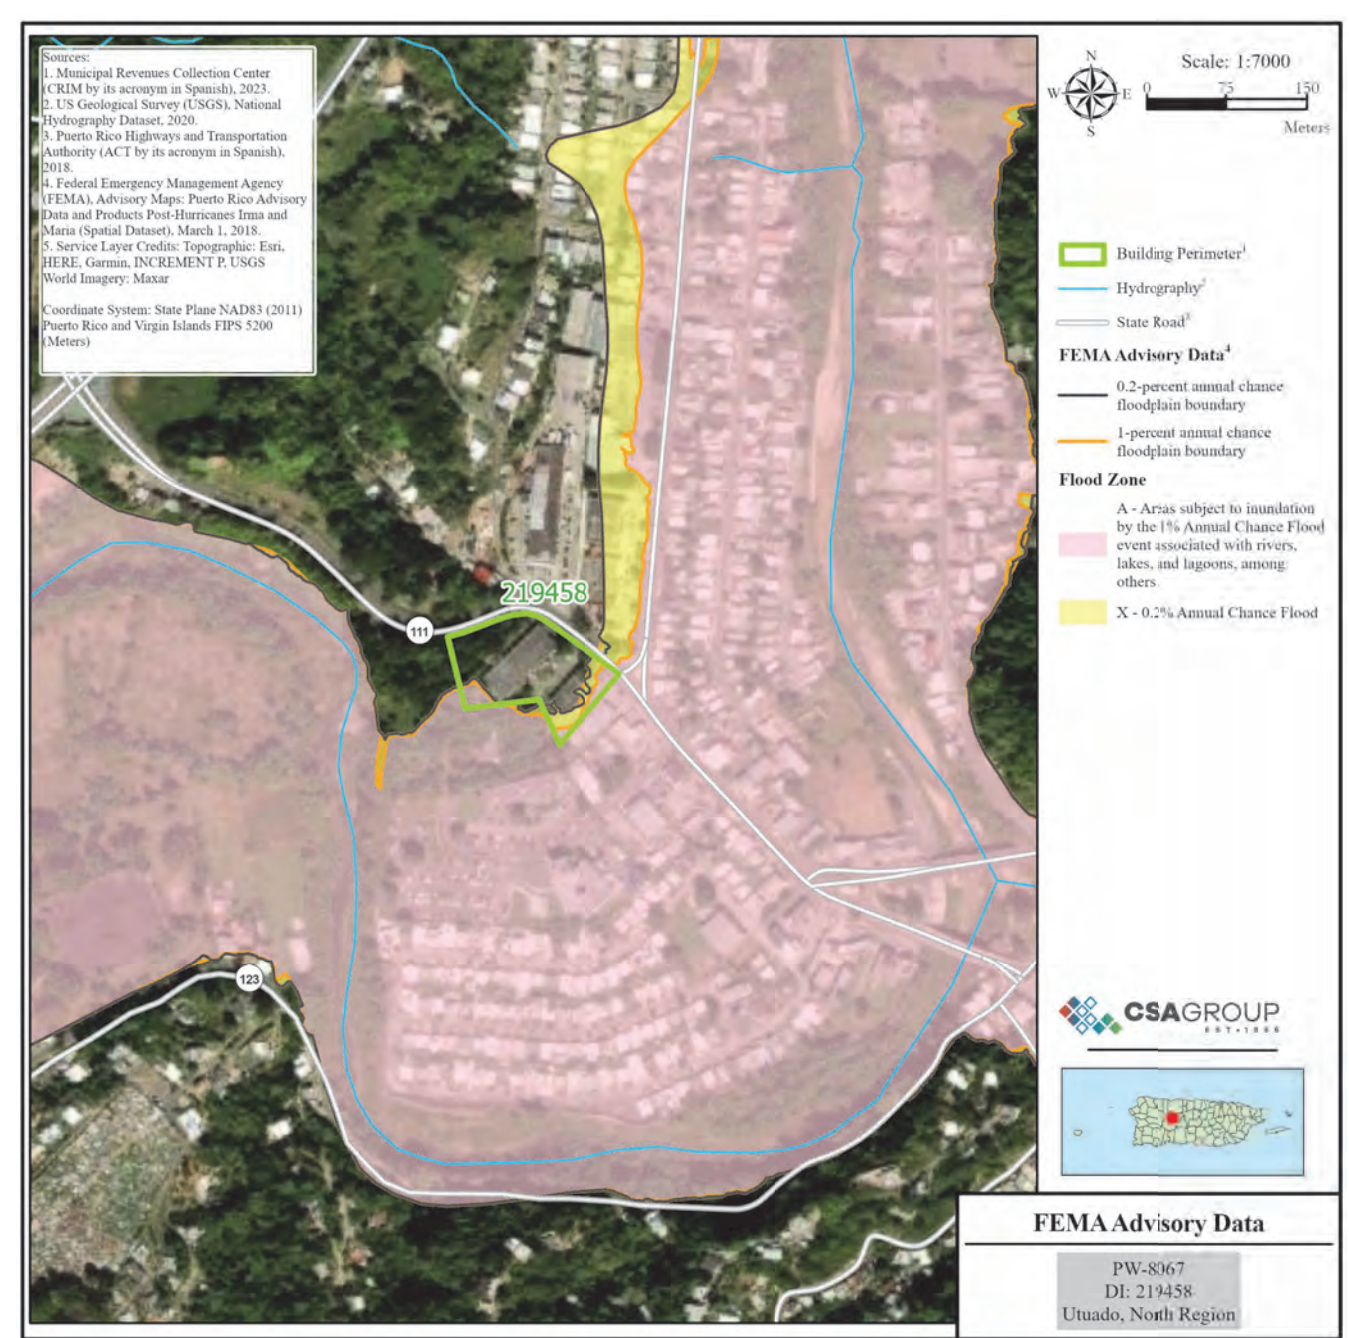 Sources:
1. Municipal Revenues Collection Center
(CRIM by its acronym in Spanish), 2023.
2. US Geological Survey (USGS), National
Hydrography Dataset, 2020.
3. Puerto Rico Highways and Transportation
Authority (ACT by its acronym in Spanish),
2018.
4. Federal Emergency Management Agency
(FEMA), Advisory Maps: Puerto Rico Advisory
Data and Products Post-Hurricanes Irma and
Maria (Spatial Dataset), March 1, 2018.
5. Service Layer Credits: Topographic: Esri,
HERE, Garmin, INCREMENT P, USGS
World Imagery: Maxar
Coordinate System: State Plane NAD83 (2011)
Puerto Rico and Virgin Islands FIPS 5200
(Meters)
219458
111
123
N
W E
S
Scale: 1:7000
0 75 150
Meters
Building Perimeter¹
Hydrography²
State Road³
FEMA Advisory Data⁴
0.2-percent annual chance
floodplain boundary
1-percent annual chance
floodplain boundary
Flood Zone
A - Areas subject to inundation
by the 1% Annual Chance Flood
event associated with rivers,
lakes, and lagoons, among
others
X - 0.2% Annual Chance Flood
CSAGROUP
EST•1956
FEMA Advisory Data
PW-8067
DI: 219458
Utuado, North Region